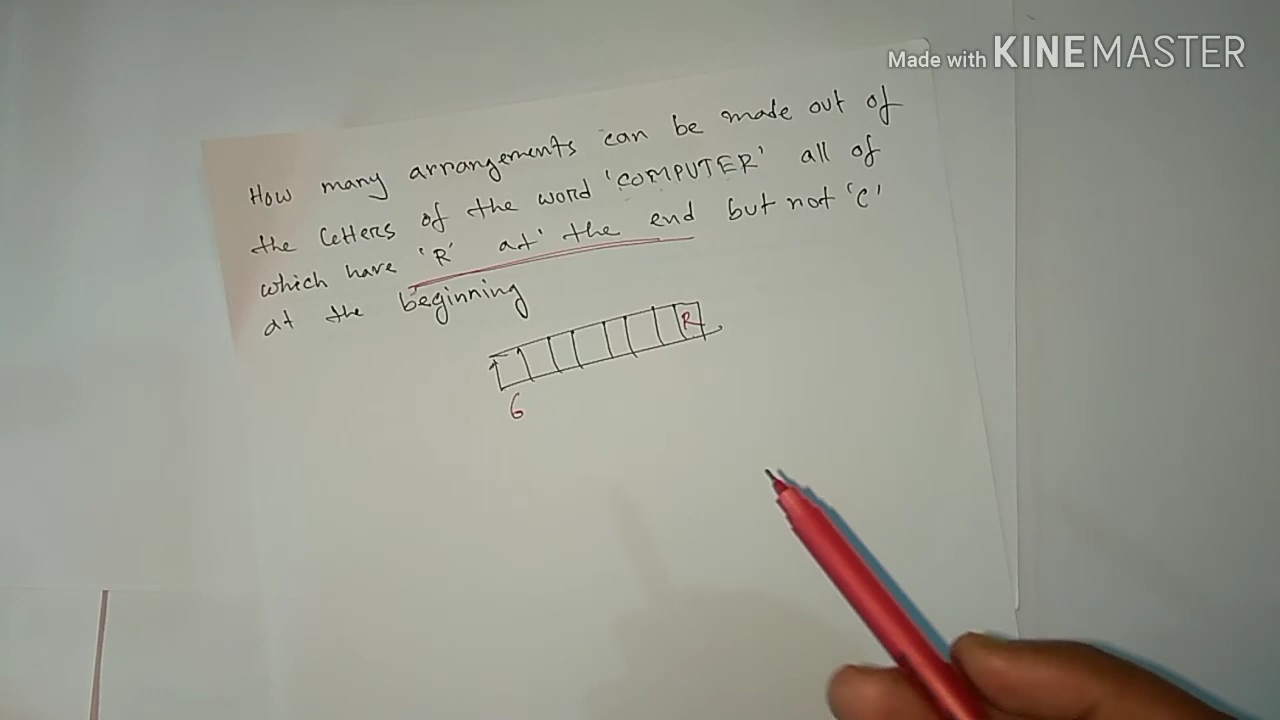 Made with KINEMASTER
How many arrangements can be made out of
the letters of the word 'COMPUTER' all of
which have 'R' at the end but not 'C'
at the beginning
R
6